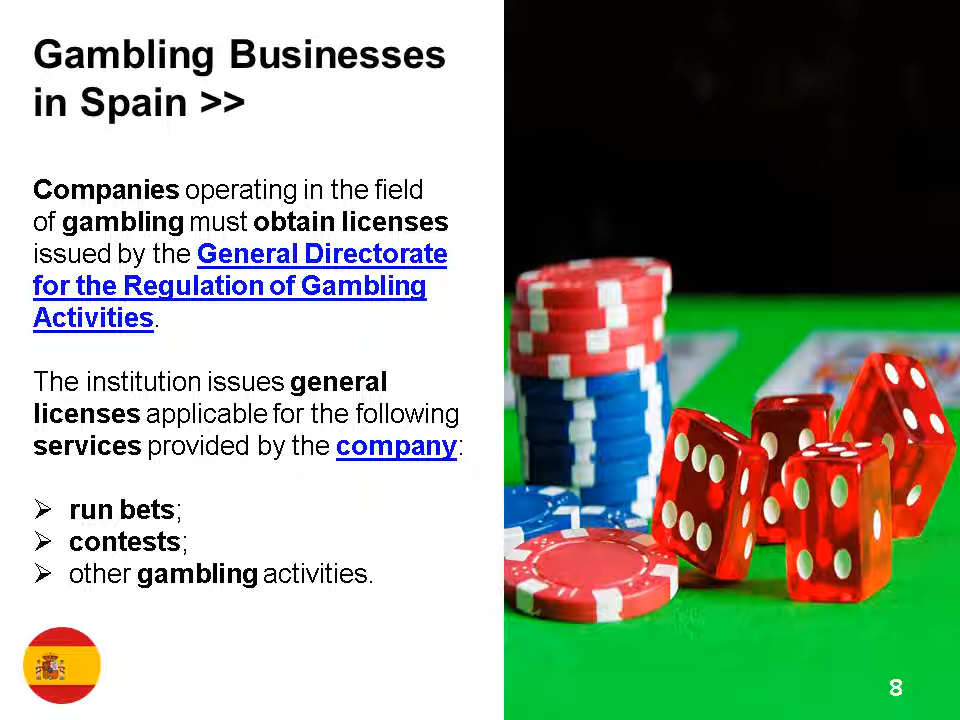 Gambling Businesses
in Spain >>
Companies operating in the field
of gambling must obtain licenses
issued by the General Directorate
for the Regulation of Gambling
Activities.
The institution issues general
licenses applicable for the following
services provided by the company:
➢ run bets;
➢ contests;
➢ other gambling activities.
8